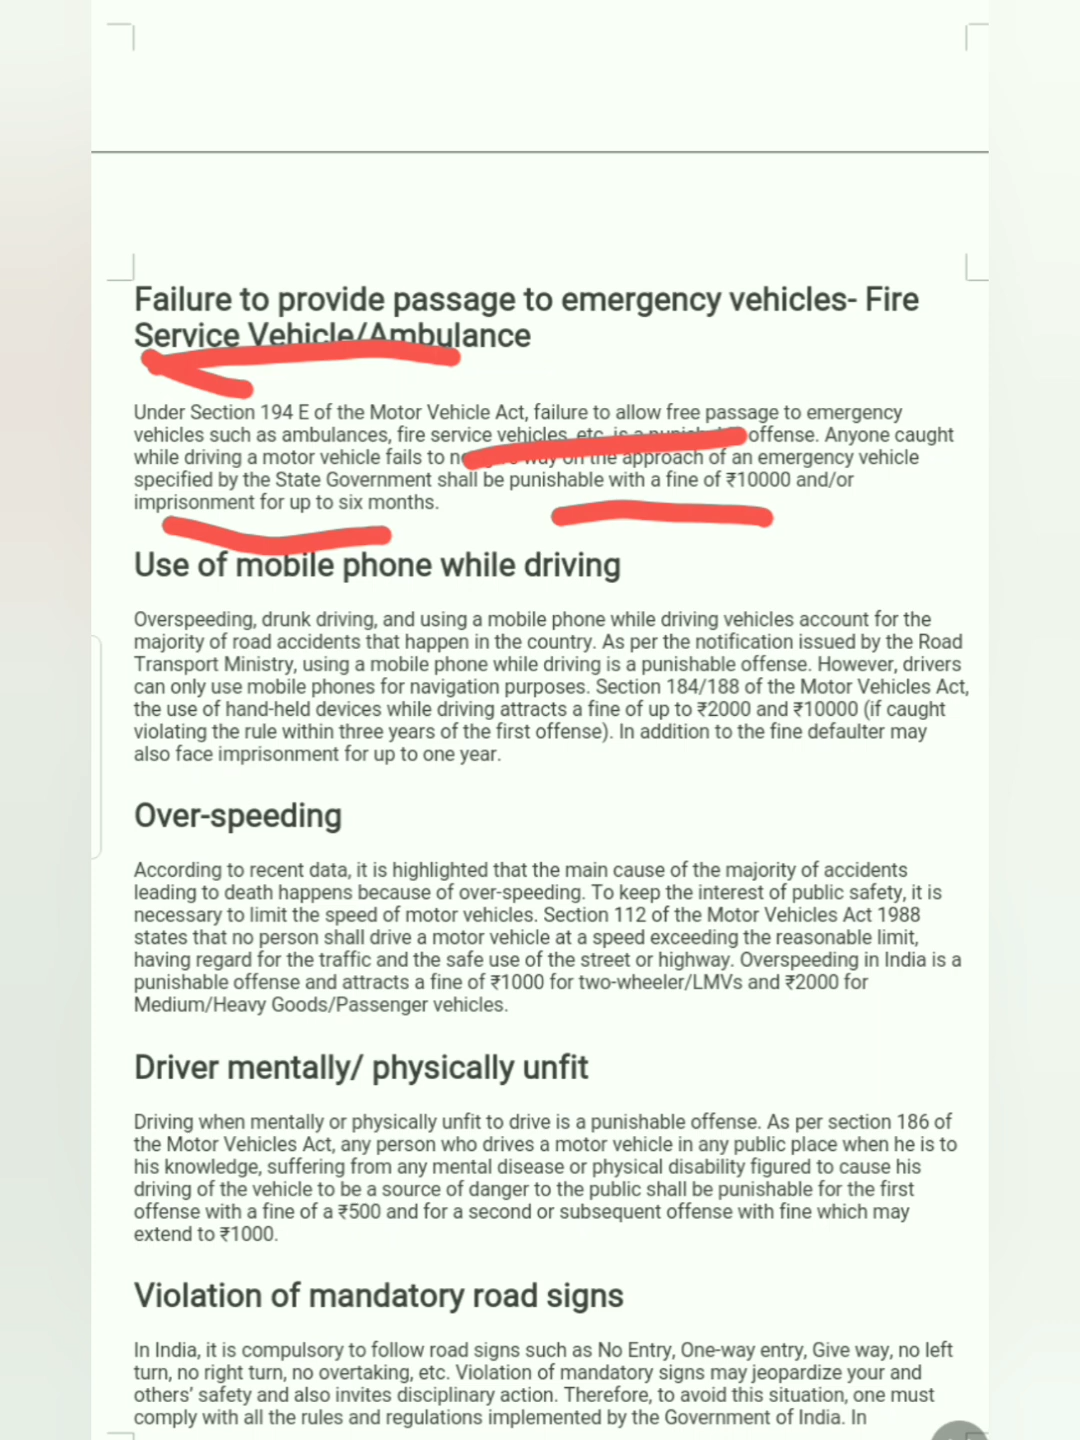 Failure to provide passage to emergency vehicles- Fire
Service Vehicle/Ambulance
Under Section 194 E of the Motor Vehicle Act, failure to allow free passage to emergency
vehicles such as ambulances, fire service vehicles, etc. is a punishable offense. Anyone caught
while driving a motor vehicle fails to way on the approach of an emergency vehicle
specified by the State Government shall be punishable with a fine of ₹10000 and/or
imprisonment for up to six months.
Use of mobile phone while driving
Overspeeding, drunk driving, and using a mobile phone while driving vehicles account for the
majority of road accidents that happen in the country. As per the notification issued by the Road
Transport Ministry, using a mobile phone while driving is a punishable offense. However, drivers
can only use mobile phones for navigation purposes. Section 184/188 of the Motor Vehicles Act,
the use of hand-held devices while driving attracts a fine of up to ₹2000 and ₹10000 (if caught
violating the rule within three years of the first offense). In addition to the fine defaulter may
also face imprisonment for up to one year.
Over-speeding
According to recent data, it is highlighted that the main cause of the majority of accidents
leading to death happens because of over-speeding. To keep the interest of public safety, it is
necessary to limit the speed of motor vehicles. Section 112 of the Motor Vehicles Act 1988
states that no person shall drive a motor vehicle at a speed exceeding the reasonable limit,
having regard for the traffic and the safe use of the street or highway. Overspeeding in India is a
punishable offense and attracts a fine of ₹1000 for two-wheeler/LMVs and ₹2000 for
Medium/Heavy Goods/Passenger vehicles.
Driver mentally/ physically unfit
Driving when mentally or physically unfit to drive is a punishable offense. As per section 186 of
the Motor Vehicles Act, any person who drives a motor vehicle in any public place when he is to
his knowledge, suffering from any mental disease or physical disability figured to cause his
driving of the vehicle to be a source of danger to the public shall be punishable for the first
offense with a fine of a ₹500 and for a second or subsequent offense with fine which may
extend to ₹1000.
Violation of mandatory road signs
In India, it is compulsory to follow road signs such as No Entry, One-way entry, Give way, no left
turn, no right turn, no overtaking, etc. Violation of mandatory signs may jeopardize your and
others' safety and also invites disciplinary action. Therefore, to avoid this situation, one must
comply with all the rules and regulations implemented by the Government of India. In